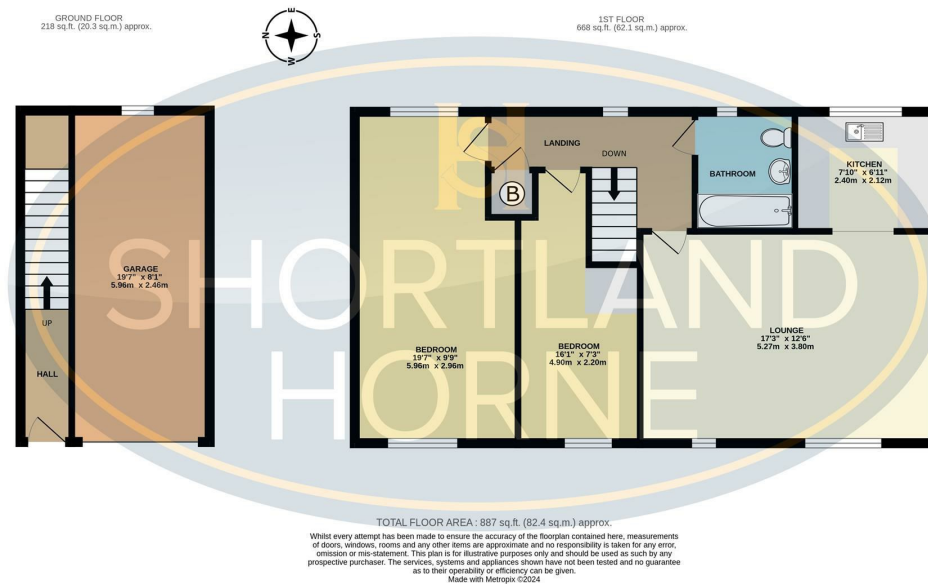 GROUND FLOOR
218 sq.ft. (20.3 sq.m.) approx.
1ST FLOOR
668 sq.ft. (62.1 sq.m.) approx.
N
E
S
W
UP
HALL
GARAGE
19'7" x 8'1"
5.96m x 2.46m
LANDING
DOWN
B
BATHROOM
KITCHEN
7'10" x 6'11"
2.40m x 2.12m
BEDROOM
19'7" x 9'9"
5.96m x 2.96m
BEDROOM
16'1" x 7'3"
4.90m x 2.20m
LOUNGE
17'3" x 12'6"
5.27m x 3.80m
SHORTLAND
HORNE
TOTAL FLOOR AREA : 887 sq.ft. (82.4 sq.m.) approx.
Whilst every attempt has been made to ensure the accuracy of the floorplan contained here, measurements
of doors, windows, rooms and any other items are approximate and no responsibility is taken for any error,
omission or mis-statement. This plan is for illustrative purposes only and should be used as such by any
prospective purchaser. The services, systems and appliances shown have not been tested and no guarantee
as to their operability or efficiency can be given.
Made with Metropix ©2024